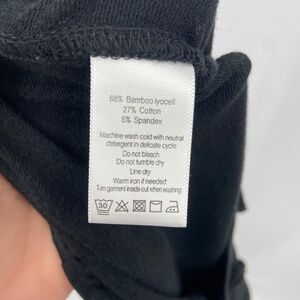 68% Bamboo lyocell
27% Cotton
5% Spandex
Machine wash cold with neutral
detergent in delicate cycle
Do not bleach
Do not tumble dry
Line dry
Warm iron if needed
Turn garment inside out when washing
30